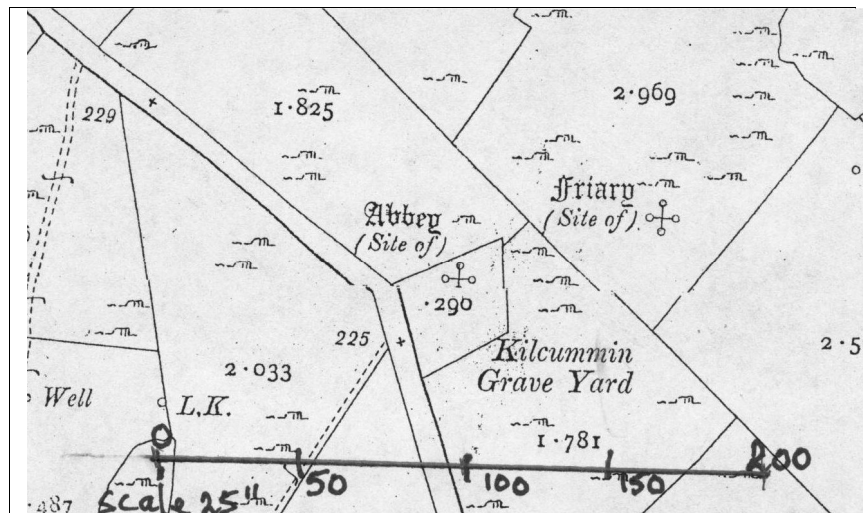 229
1·825
2·969
Abbey
(Site of)
Friary
(Site of)
·290
225
2·033
Kilcummin
Grave Yard
2·5
Well
L.K.
1·781
0
50
100
150
200
·487
scale 25"